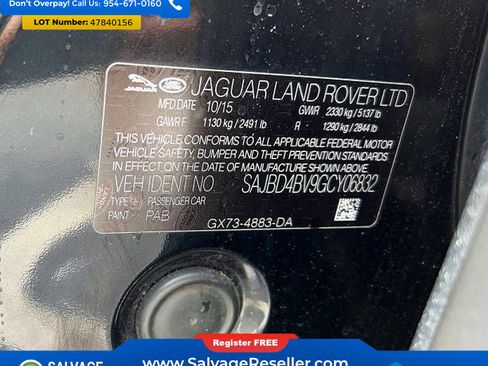 Don't Overpay! Call Us: 954-671-0160
LOT Number: 47840156
JAGUAR LAND ROVER LTD
JAGUAR
MFD DATE 10/15 GVWR 2330 kg / 5137 lb
GAWR F 1130 kg / 2491 lb R 1290 kg / 2844 lb
THIS VEHICLE CONFORMS TO ALL APPLICABLE FEDERAL MOTOR
VEHICLE SAFETY, BUMPER AND THEFT PREVENTION STANDARDS
IN EFFECT ON THE DATE OF MANUFACTURE SHOWN ABOVE
VEH IDENT NO. SAJBD4BV9GCY06832
TYPE PASSENGER CAR
PAINT PAB GX73-4883-DA
Register FREE!
SALVAGE
www.SalvageReseller.com